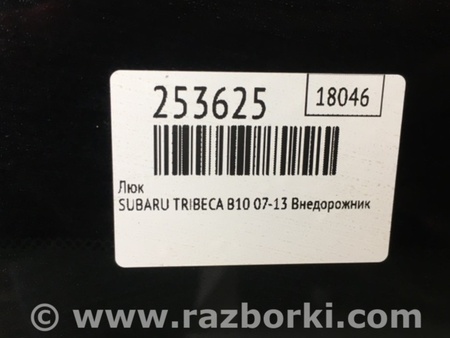 253625
18046
Люк
SUBARU TRIBECA B10 07-13 Внедорожник
© www.razborki.com